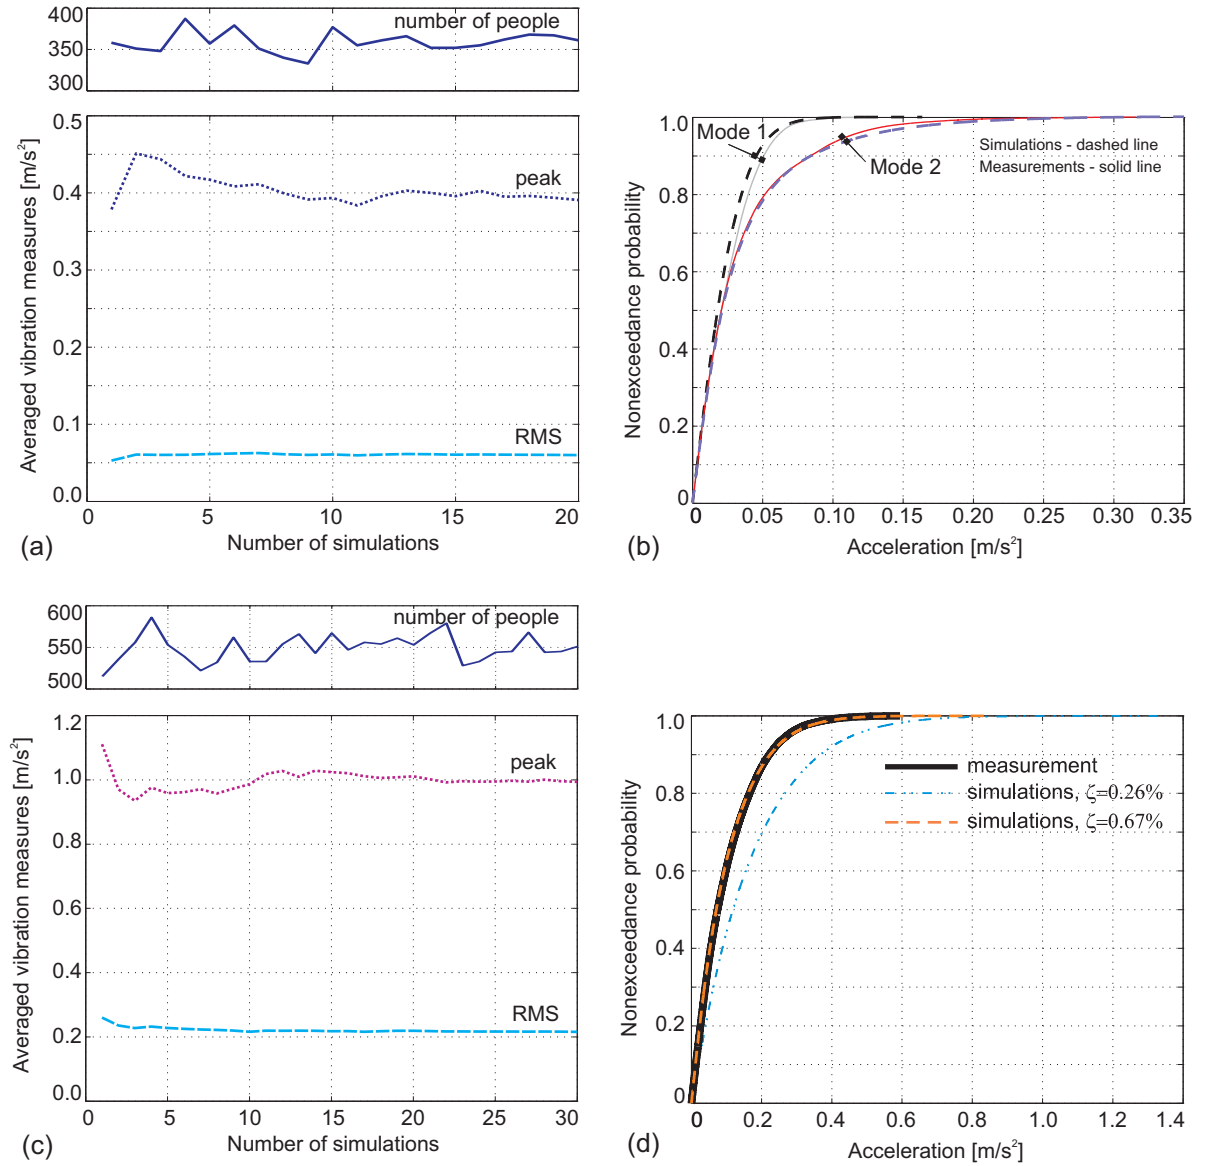 400
350
300
number of people
0.5
0.4
0.3
0.2
0.1
0.0
Averaged vibration measures [m/s²]
peak
RMS
0 5 10 15 20
Number of simulations
(a)
1.0
0.8
0.6
0.4
0.2
0
Nonexceedance probability
Mode 1
Mode 2
Simulations - dashed line
Measurements - solid line
0 0.05 0.10 0.15 0.20 0.25 0.30 0.35
Acceleration [m/s²]
(b)
600
550
500
number of people
1.2
1.0
0.8
0.6
0.4
0.2
0.0
Averaged vibration measures [m/s²]
peak
RMS
0 5 10 15 20 25 30
Number of simulations
(c)
1.0
0.8
0.6
0.4
0.2
0
Nonexceedance probability
measurement
simulations, ζ=0.26%
simulations, ζ=0.67%
0 0.2 0.4 0.6 0.8 1.0 1.2 1.4
Acceleration [m/s²]
(d)